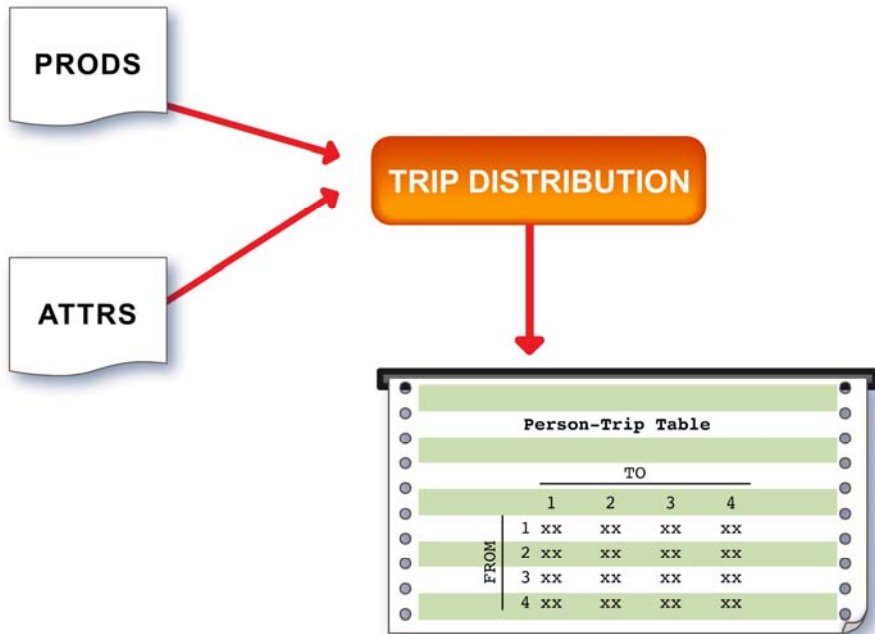 PRODS
TRIP DISTRIBUTION
ATTRS
Person-Trip Table
TO
1 2 3 4
FROM
1 xx xx xx xx
2 xx xx xx xx
3 xx xx xx xx
4 xx xx xx xx